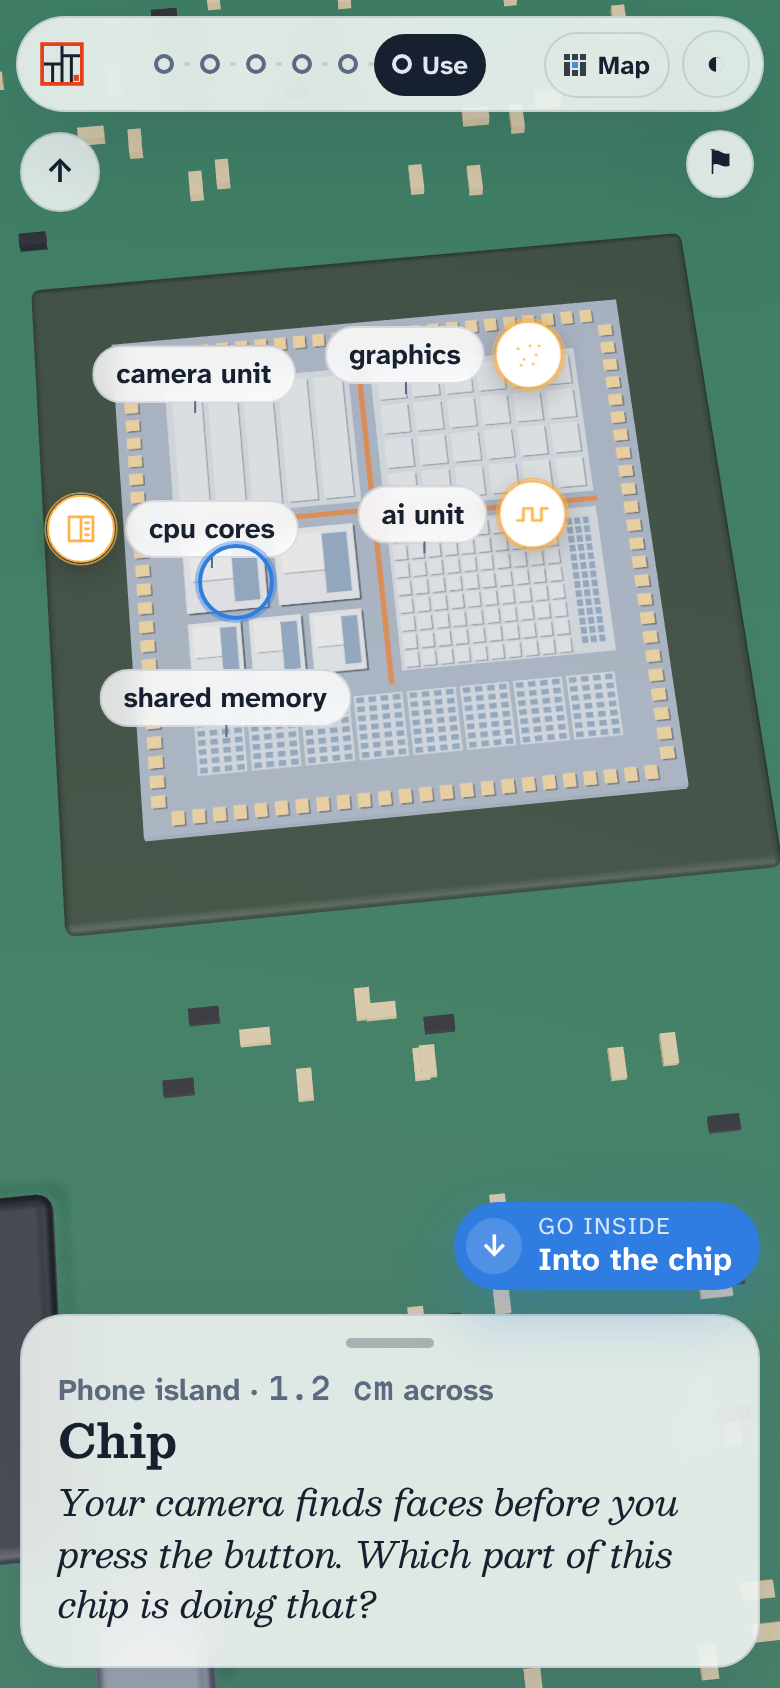 Use
Map
camera unit
graphics
cpu cores
ai unit
shared memory
GO INSIDE
Into the chip
Phone island · 1.2 cm across
Chip
Your camera finds faces before you
press the button. Which part of this
chip is doing that?